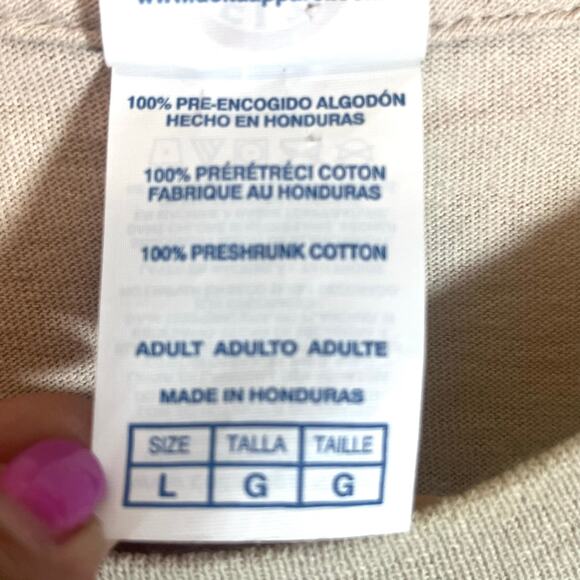 100% PRE-ENCOGIDO ALGODÓN
HECHO EN HONDURAS
100% PRÉRÉTRÉCI COTON
FABRIQUE AU HONDURAS
100% PRESHRUNK COTTON
ADULT ADULTO ADULTE
MADE IN HONDURAS
SIZE TALLA TAILLE
L G G